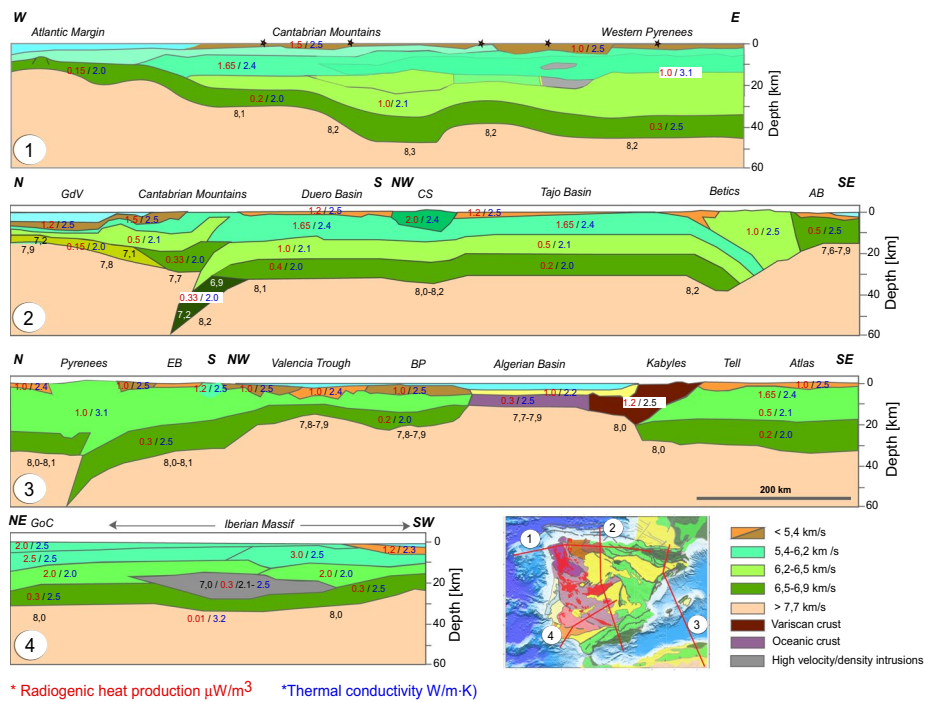 W E
Atlantic Margin Cantabrian Mountains Western Pyrenees
1.5 / 2.5 1.0 / 2.5 0
0.15 / 2.0 1.65 / 2.4 1.0 / 3.1
20
0.2 / 2.0 1.0 / 2.1
8,1 8,2 8,3 8,2 0.3 / 2.5 8,2
40
60
Depth [km]
1
N S NW SE
GdV Cantabrian Mountains Duero Basin CS Tajo Basin Betics AB
1.2 / 2.5 1.5 / 2.5 1.2 / 2.5 2.0 / 2.4 1.2 / 2.5 0
1.65 / 2.4 1.65 / 2.4 1.0 / 2.5 0.5 / 2.5
7,2 0.15 / 2.0 0.5 / 2.1 1.0 / 2.1 0.5 / 2.1
7,9 7,8 7,1 0.33 / 2.0 0.4 / 2.0 0.2 / 2.0 7,6-7,9
20
7,7 6,9 8,1 8,0-8,2 8,2
0.33 / 2.0 40
7,2 8,2
60
Depth [km]
2
N S NW SE
Pyrenees EB Valencia Trough BP Algerian Basin Kabyles Tell Atlas
1.0 / 2.4 1.0 / 2.5 1.2 / 2.5 1.0 / 2.5 1.0 / 2.4 1.0 / 2.5 1.0 / 2.2 1.0 / 2.5 0
0.3 / 2.5 1.2 / 2.5 1.65 / 2.4
1.0 / 3.1 0.2 / 2.0 7,7-7,9 0.5 / 2.1
20
0.3 / 2.5 7,8-7,9 7,8-7,9 8,0 0.2 / 2.0
8,0-8,1 8,0-8,1 8,0
40
200 km
60
Depth [km]
3
NE GoC Iberian Massif SW
2.0 / 2.5 0
2.5 / 2.5 3.0 / 2.5 1.2 / 2.3
2.0 / 2.0 2.0 / 2.0
7,0 / 0.3 /2.1- 2.5
20
0.3 / 2.5 0.3 / 2.5
8,0 0.01 / 3.2 8,0
40
60
Depth [km]
4
1 2 3 4
< 5,4 km/s
5,4-6,2 km /s
6,2-6,5 km/s
6,5-6,9 km/s
> 7,7 km/s
Variscan crust
Oceanic crust
High velocity/density intrusions
* Radiogenic heat production μW/m3 *Thermal conductivity W/m·K)